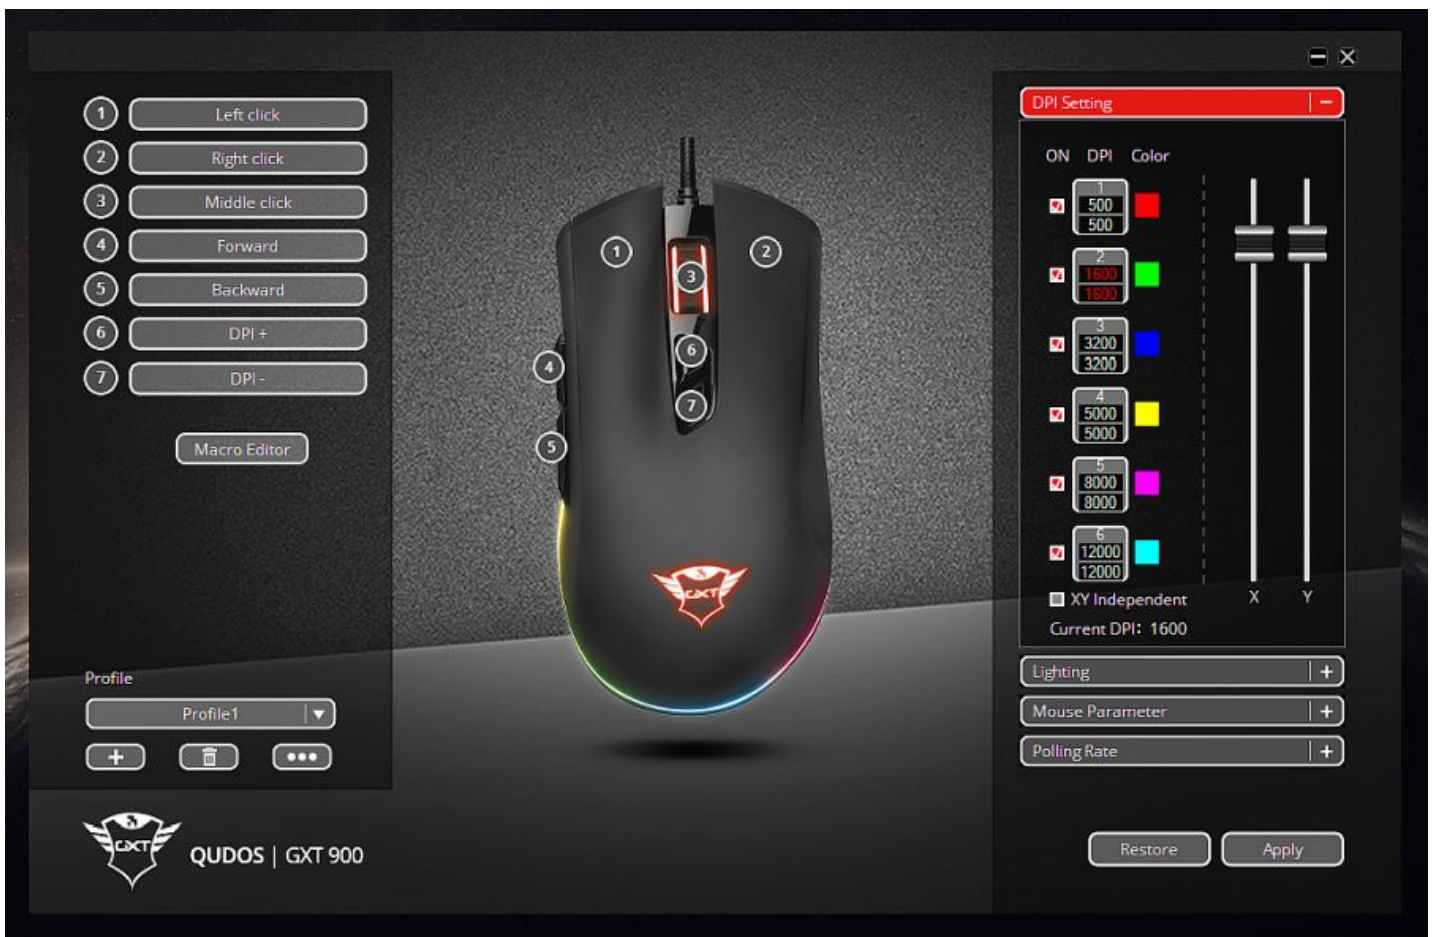 1 Left click
2 Right click
3 Middle click
4 Forward
5 Backward
6 DPI +
7 DPI -
Macro Editor
Profile
Profile1
GXT
QUDOS | GXT 900
1
2
3
6
4
7
5
GXT
DPI Setting
ON DPI Color
1
500
500
2
1600
1600
3
3200
3200
4
5000
5000
5
8000
8000
6
12000
12000
XY Independent
X Y
Current DPI: 1600
Lighting
Mouse Parameter
Polling Rate
Restore Apply